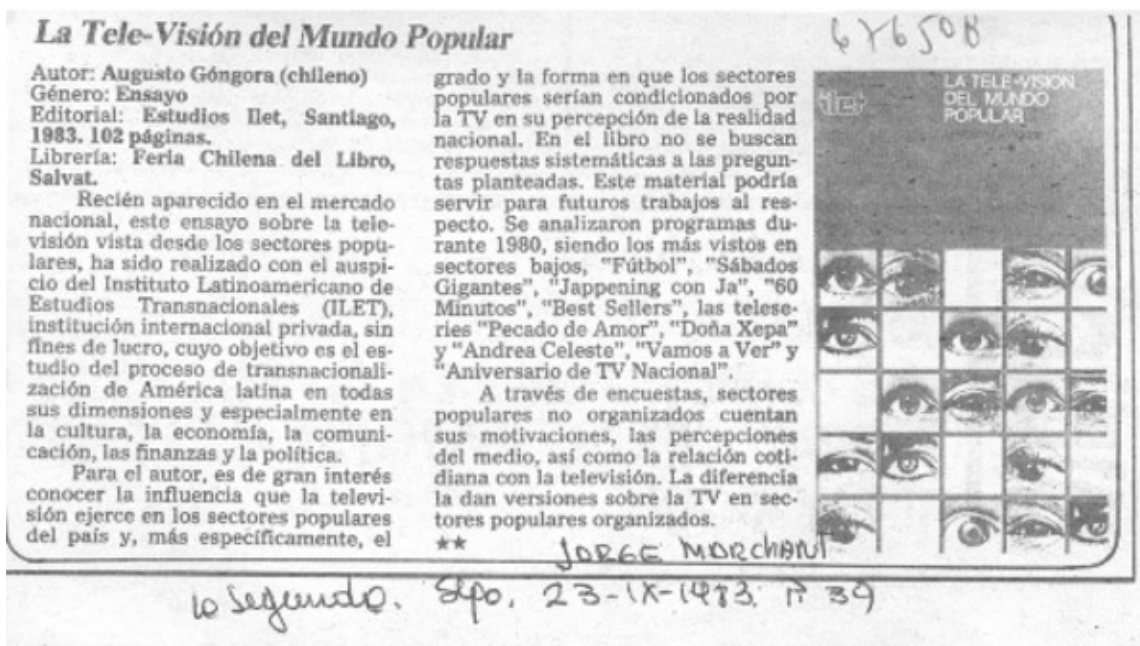 La Tele-Visión del Mundo Popular
Autor: Augusto Góngora (chileno)
Género: Ensayo
Editorial: Estudios Ilet, Santiago,
1983. 102 páginas.
Librería: Feria Chilena del Libro,
Salvat.
Recién aparecido en el mercado
nacional, este ensayo sobre la tele-
visión vista desde los sectores popu-
lares, ha sido realizado con el auspi-
cio del Instituto Latinoamericano de
Estudios Transnacionales (ILET),
institución internacional privada, sin
fines de lucro, cuyo objetivo es el es-
tudio del proceso de transnacionali-
zación de América latina en todas
sus dimensiones y especialmente en
la cultura, la economía, la comuni-
cación, las finanzas y la política.
Para el autor, es de gran interés
conocer la influencia que la televi-
sión ejerce en los sectores populares
del país y, más específicamente, el
grado y la forma en que los sectores
populares serían condicionados por
la TV en su percepción de la realidad
nacional. En el libro no se buscan
respuestas sistemáticas a las pregun-
tas planteadas. Este material podría
servir para futuros trabajos al res-
pecto. Se analizaron programas du-
rante 1980, siendo los más vistos en
sectores bajos, "Fútbol", "Sábados
Gigantes", "Jappening con Ja", "60
Minutos", "Best Sellers", las telese-
ries "Pecado de Amor", "Doña Xepa"
y "Andrea Celeste", "Vamos a Ver" y
"Aniversario de TV Nacional".
A través de encuestas, sectores
populares no organizados cuentan
sus motivaciones, las percepciones
del medio, así como la relación coti-
diana con la televisión. La diferencia
la dan versiones sobre la TV en sec-
tores populares organizados.
**
JORGE MARCHANT
ilet
LA TELE-VISION
DEL MUNDO
POPULAR
la Segunda. Stgo. 23-IX-1983. P. 39